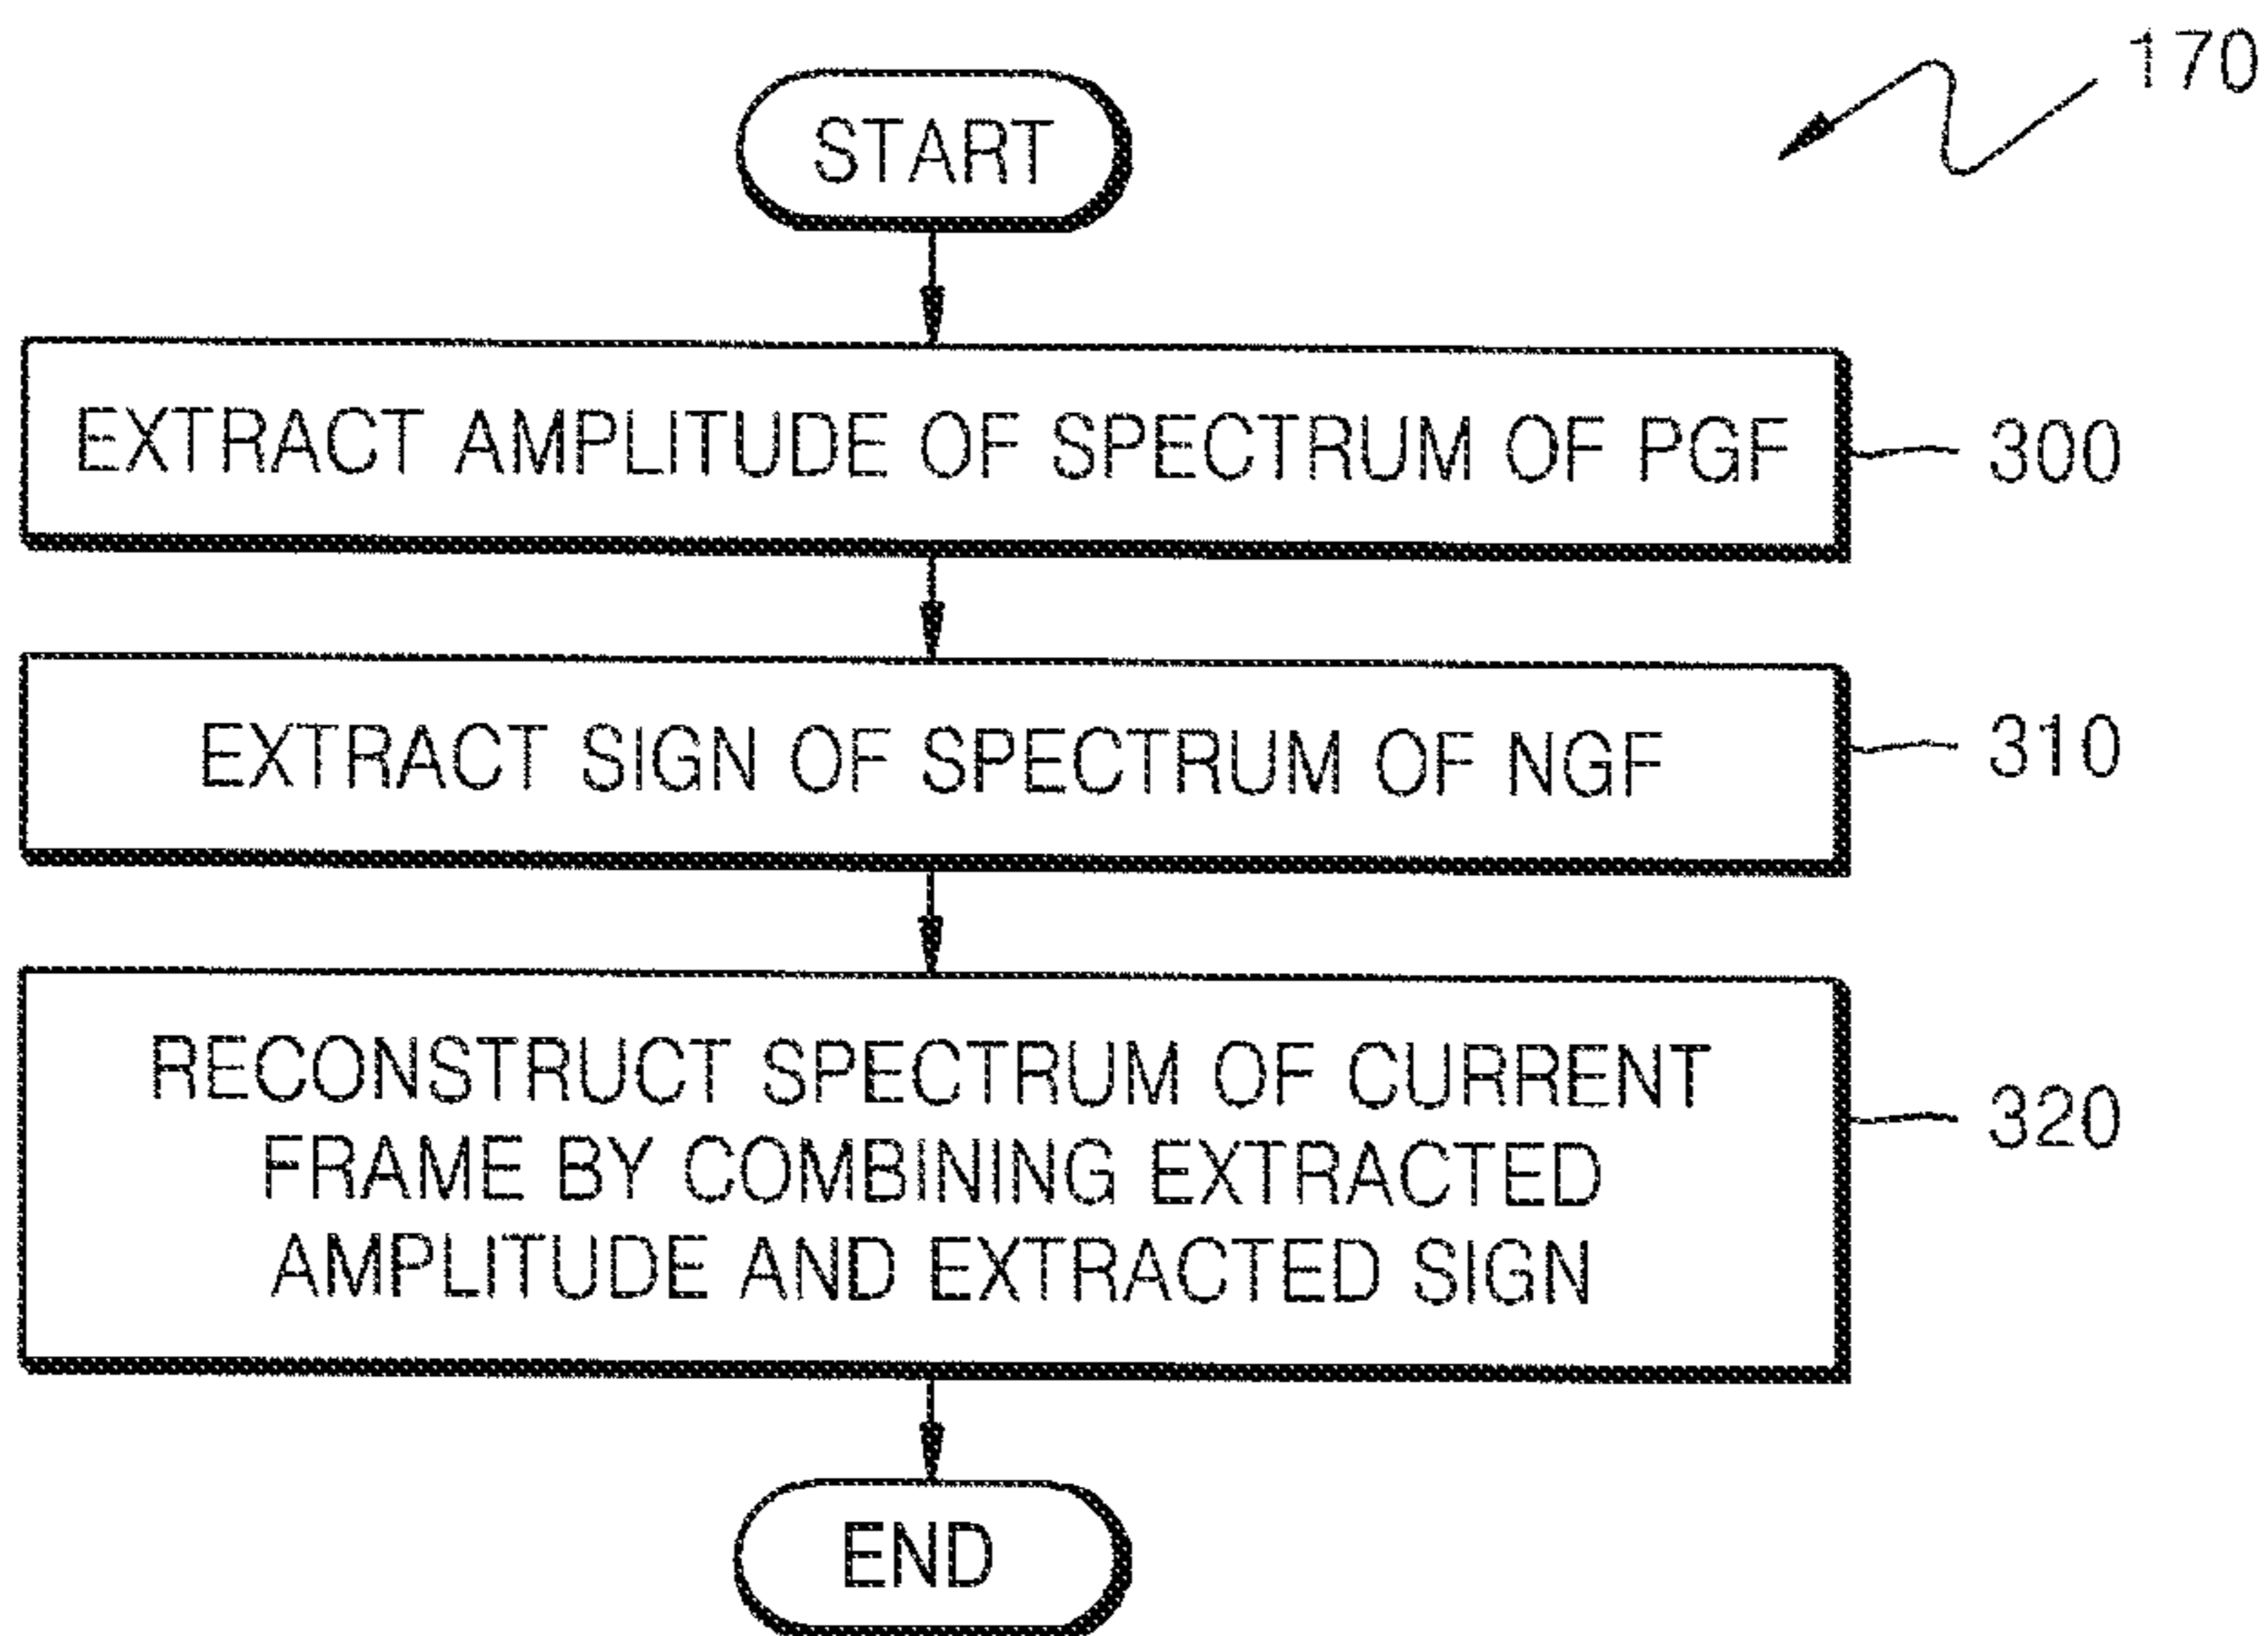 170
START
EXTRACT AMPLITUDE OF SPECTRUM OF PGF
300
EXTRACT SIGN OF SPECTRUM OF NGF
310
RECONSTRUCT SPECTRUM OF CURRENT
FRAME BY COMBINING EXTRACTED
AMPLITUDE AND EXTRACTED SIGN
320
END